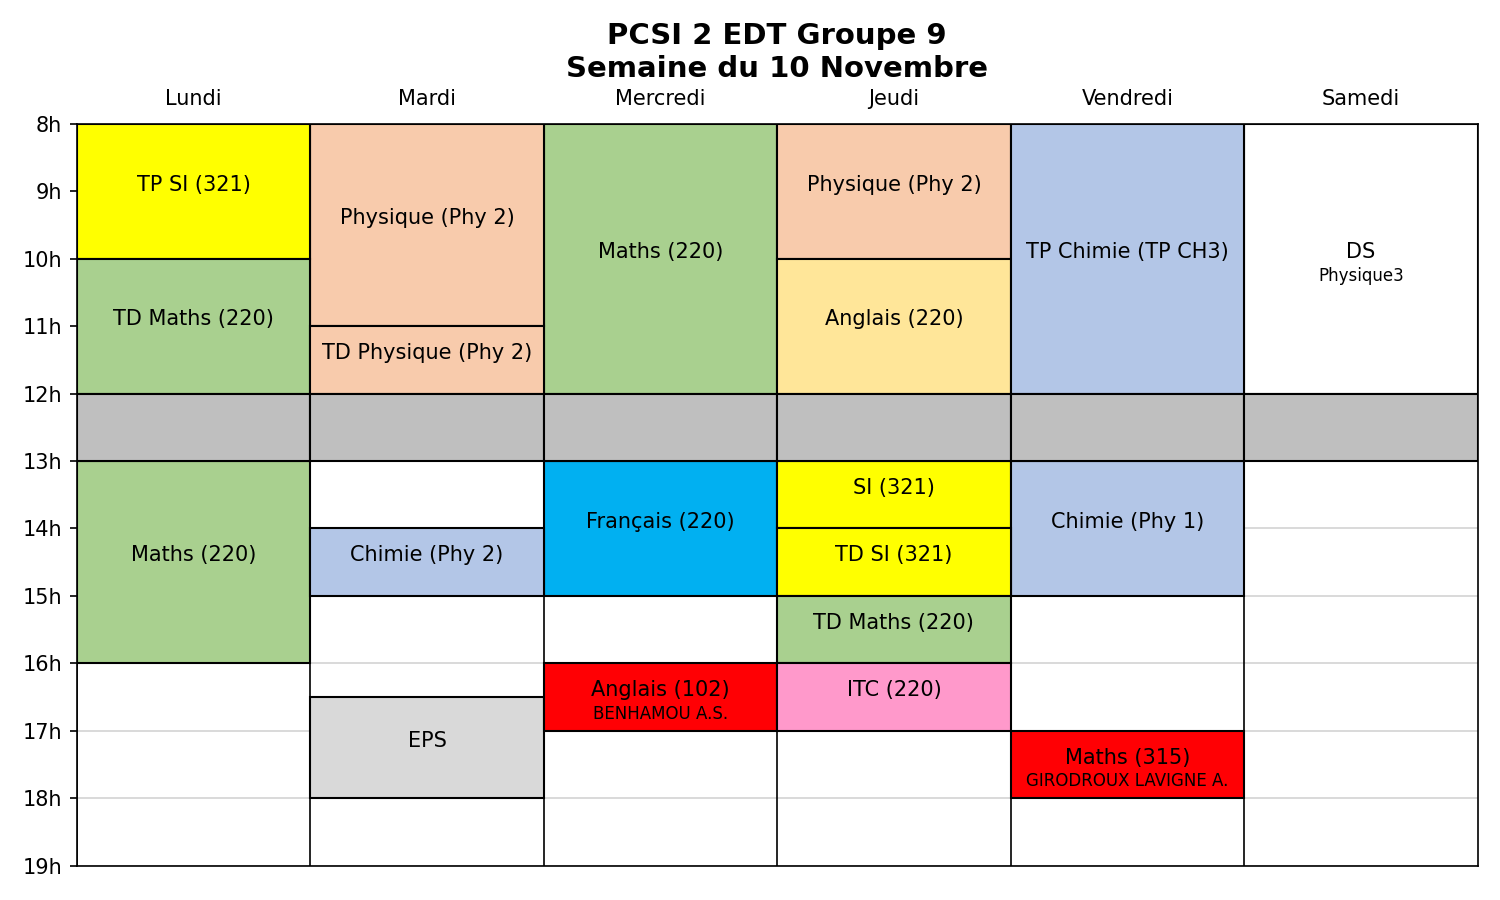 PCSI 2 EDT Groupe 9
Semaine du 10 Novembre
Lundi Mardi Mercredi Jeudi Vendredi Samedi
8h
9h
10h
11h
12h
13h
14h
15h
16h
17h
18h
19h
TP SI (321)
TD Maths (220)
Maths (220)
Physique (Phy 2)
TD Physique (Phy 2)
Chimie (Phy 2)
EPS
Maths (220)
Français (220)
Anglais (102)
BENHAMOU A.S.
Physique (Phy 2)
Anglais (220)
SI (321)
TD SI (321)
TD Maths (220)
ITC (220)
TP Chimie (TP CH3)
Chimie (Phy 1)
Maths (315)
GIRODROUX LAVIGNE A.
DS
Physique3